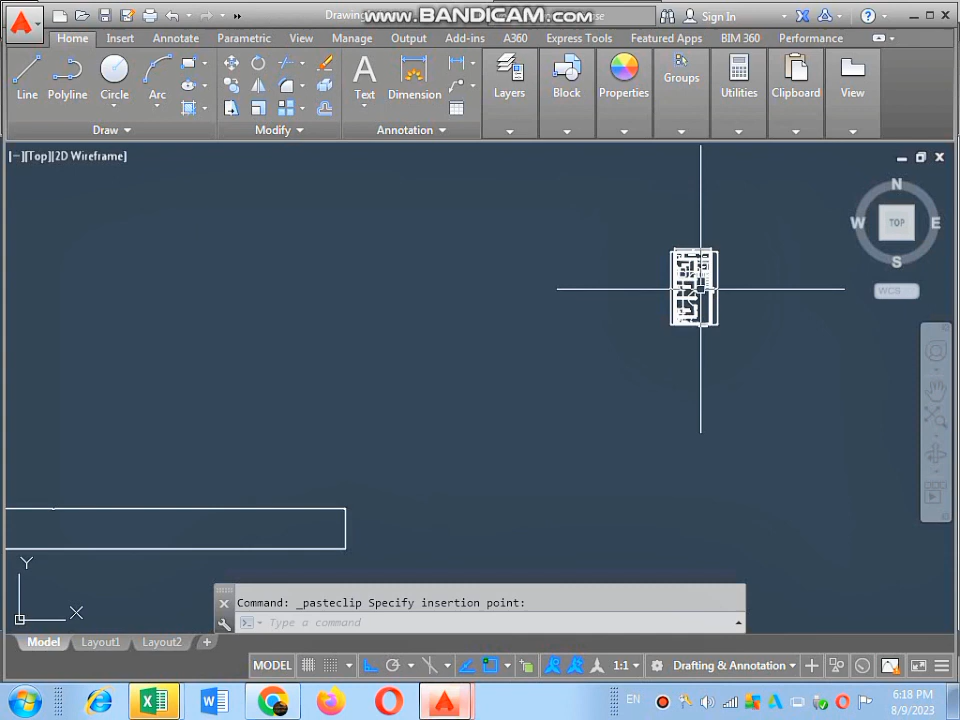 Drawing
www.BANDICAM.com
se
Sign In
Home Insert Annotate Parametric View Manage Output Add-ins A360 Express Tools Featured Apps BIM 360 Performance
Line Polyline Circle Arc Text Dimension Layers Block Properties Groups Utilities Clipboard View
Draw Modify Annotation
[−][Top][2D Wireframe]
N
W TOP E
S
WCS
Y
X
Command: _pasteclip Specify insertion point:
Type a command
Model Layout1 Layout2 +
MODEL 1:1 Drafting & Annotation
EN 6:18 PM
8/9/2023